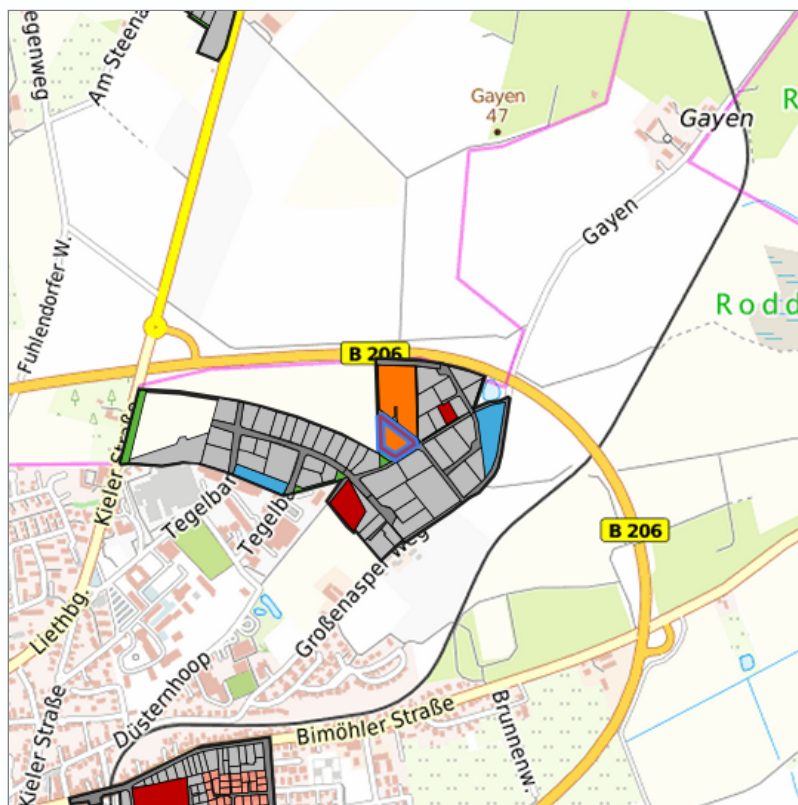 egenweg
Am Steena
Gayen
47
Gayen
R
Gayen
Fuhlendorfer W.
Rodd
B 206
Kieler Straße
Tegelbar
Tegelba
B 206
Großenasper Weg
Liethbg.
Düsternhoop
Kieler Straße
Bimöhler Straße
Brunnenw.